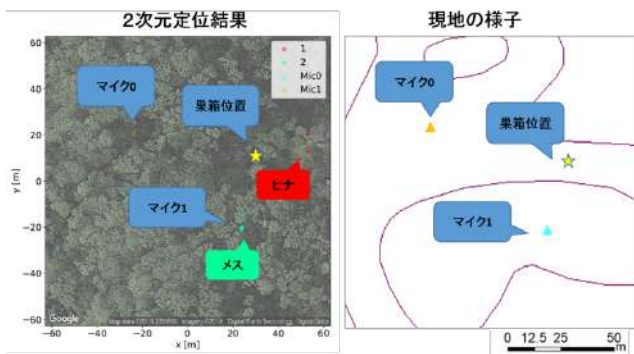 2次元定位結果
現地の様子
60
40
20
0
−20
−40
−60
y [m]
1
2
Mic0
Mic1
マイク0
巣箱位置
ヒナ
マイク1
メス
Google
−60
−40
−20
0
20
40
60
x [m]
マイク0
巣箱位置
マイク1
0 12.5 25 50
m